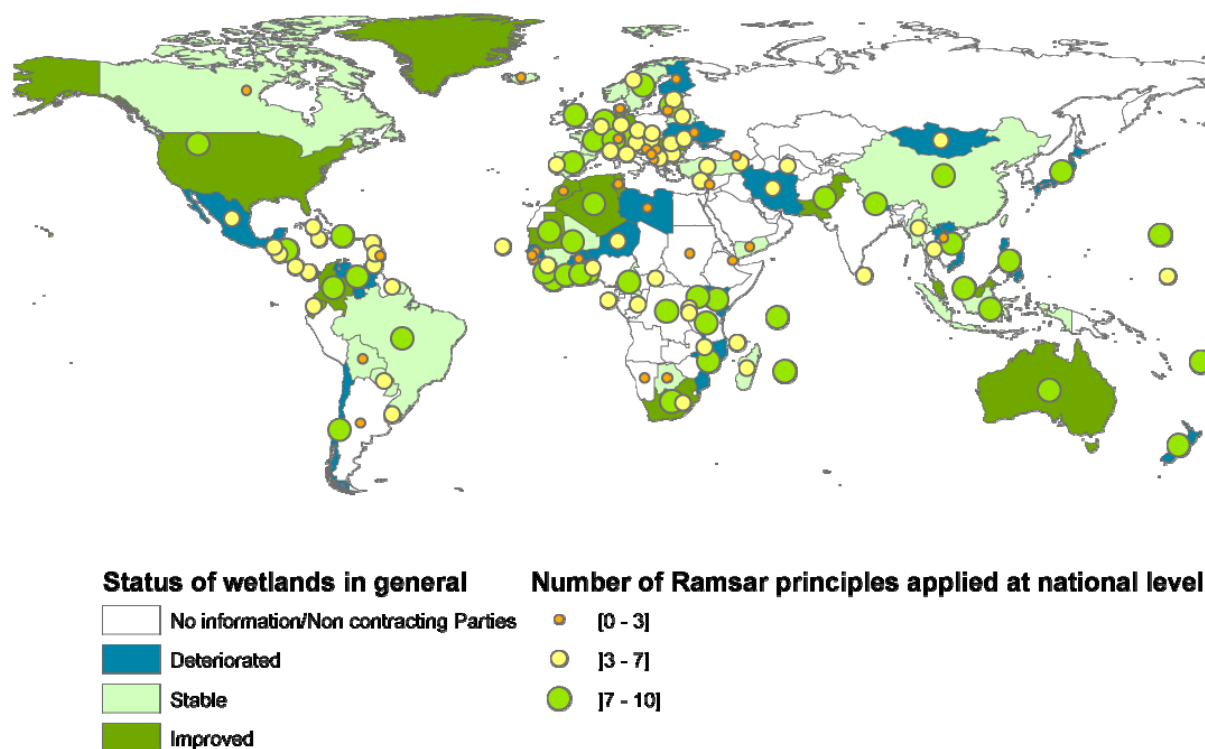 Status of wetlands in general
No information/Non contracting Parties
Deteriorated
Stable
Improved
Number of Ramsar principles applied at national level
[0 - 3]
]3 - 7]
]7 - 10]